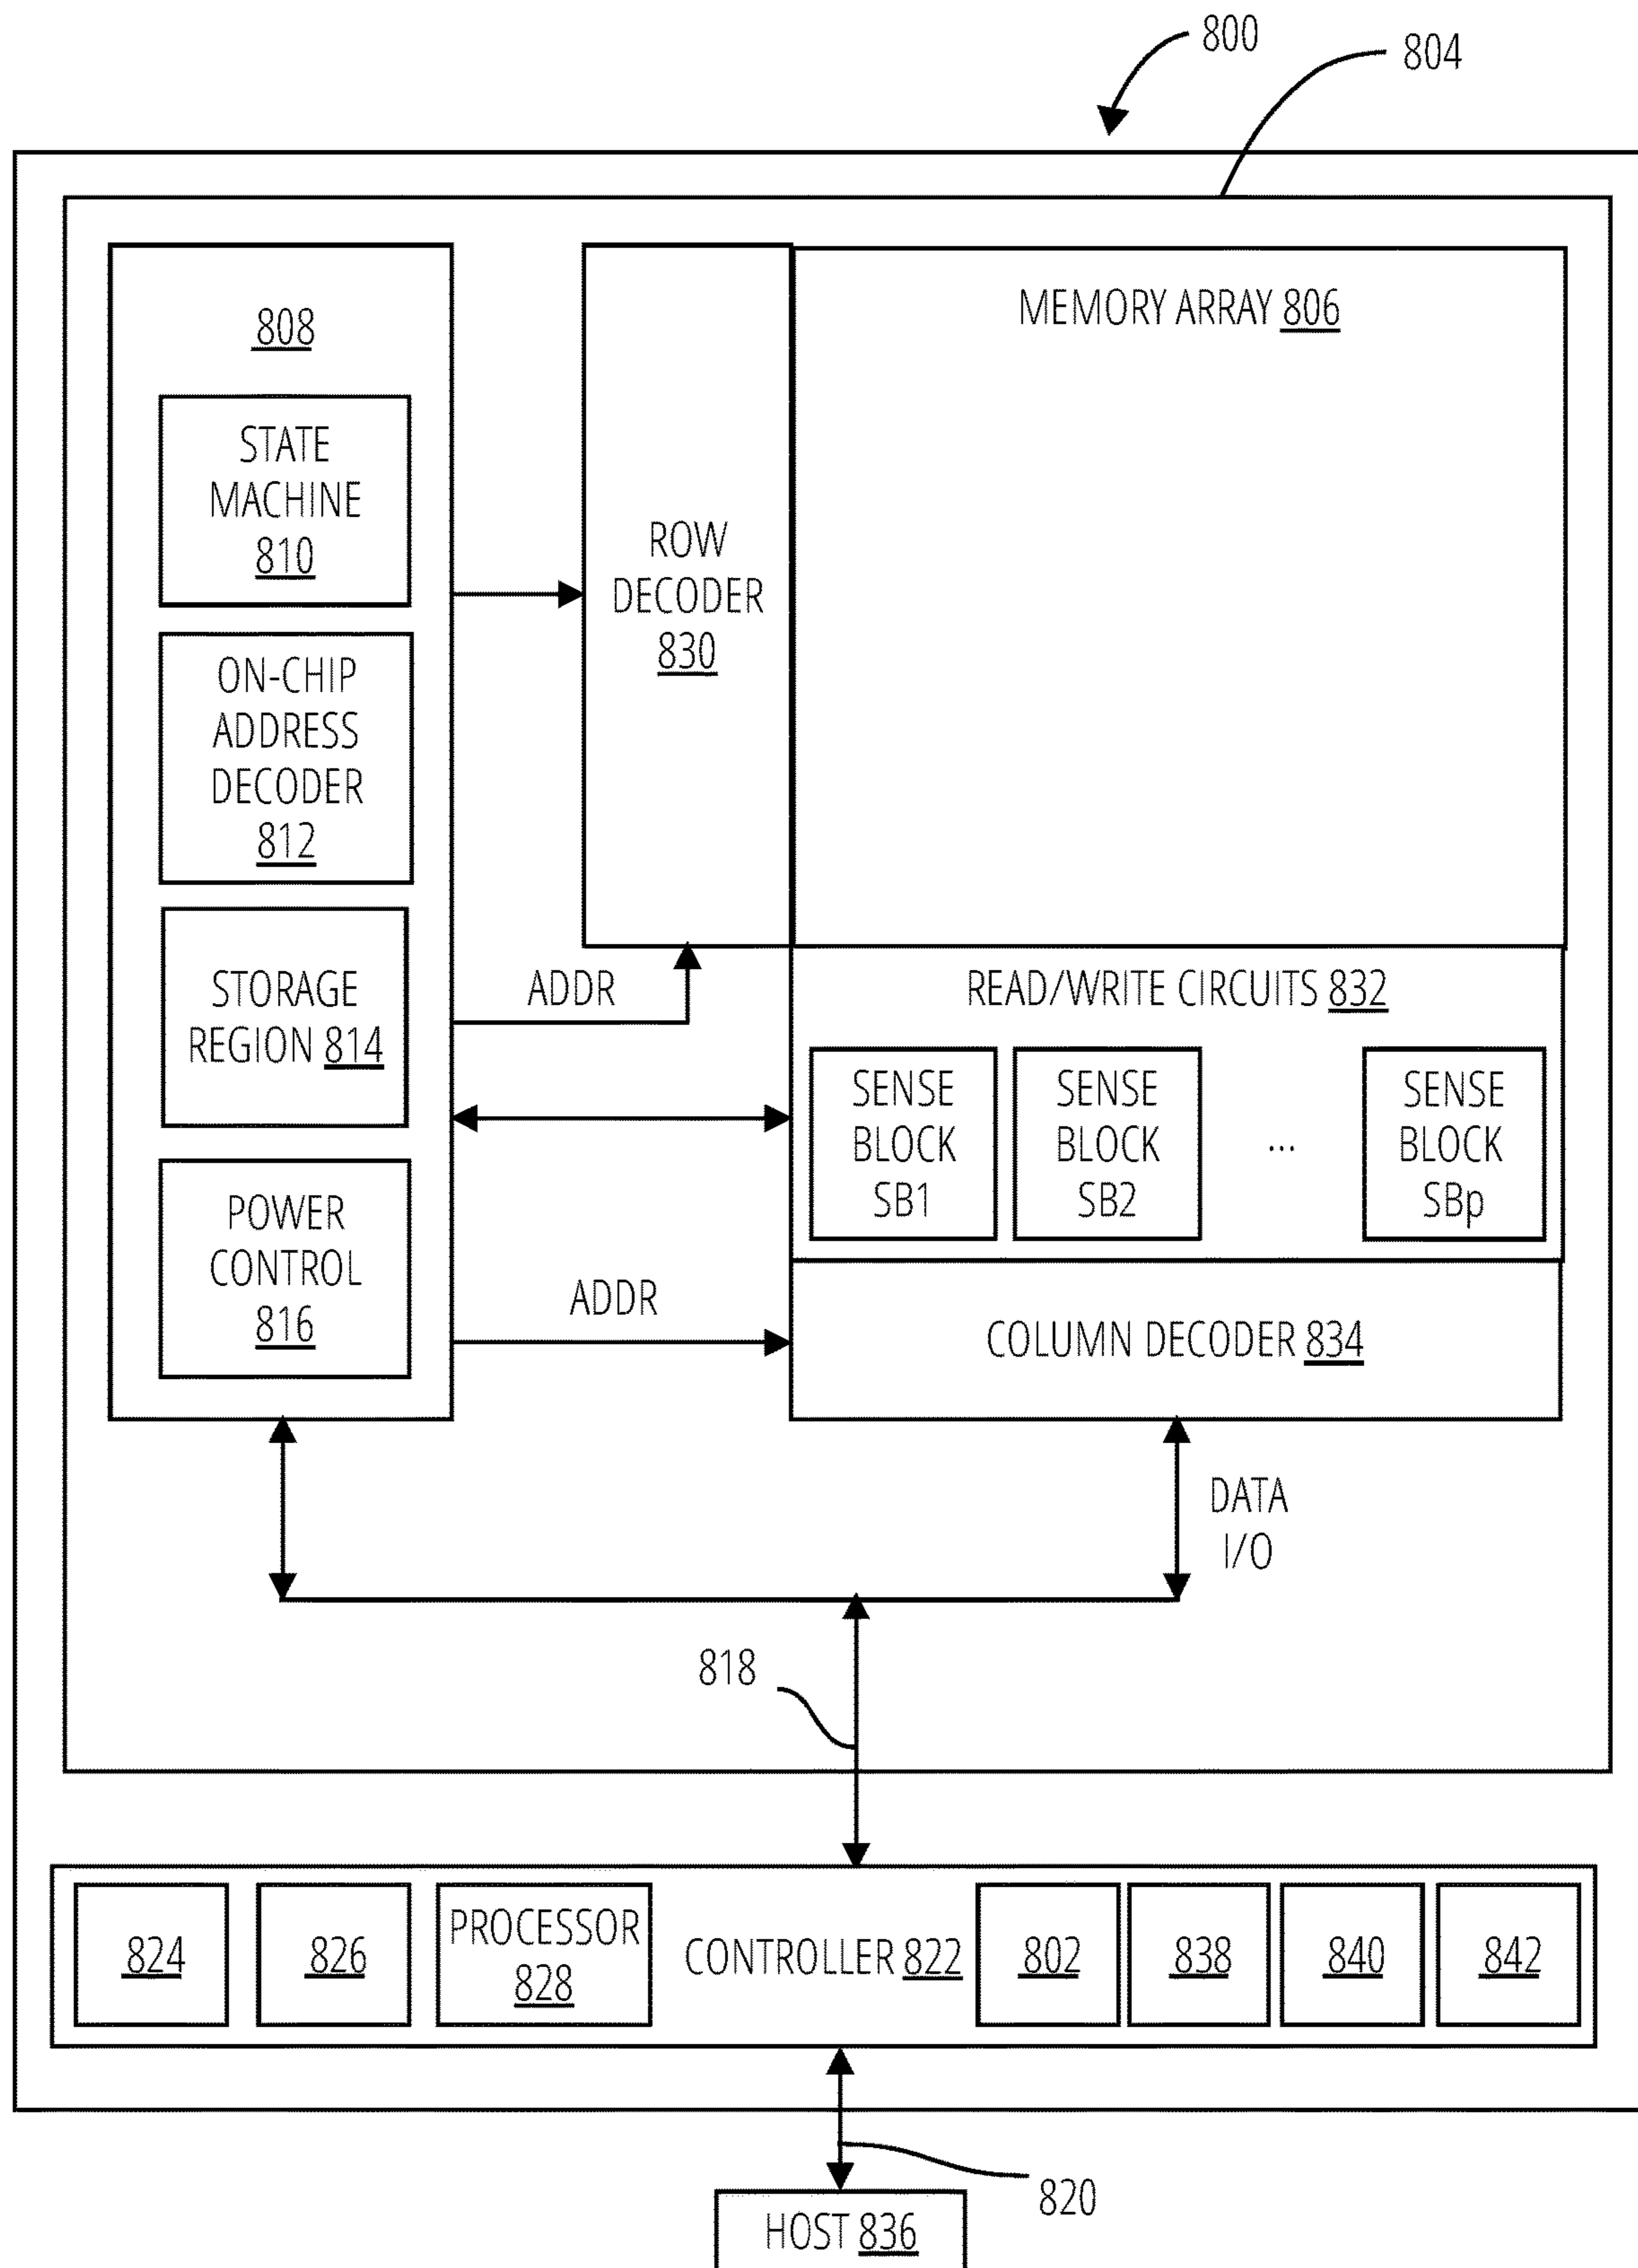 800
804
808
STATE
MACHINE
810
ON-CHIP
ADDRESS
DECODER
812
STORAGE
REGION 814
POWER
CONTROL
816
ROW
DECODER
830
MEMORY ARRAY 806
ADDR
READ/WRITE CIRCUITS 832
SENSE
BLOCK
SB1
SENSE
BLOCK
SB2
...
SENSE
BLOCK
SBp
ADDR
COLUMN DECODER 834
DATA
I/O
818
824
826
PROCESSOR
828
CONTROLLER 822
802
838
840
842
820
HOST 836